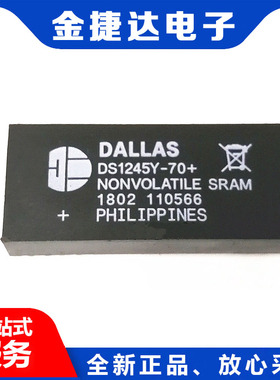 金捷达电子
DALLAS
DS1245Y-70+
NONVOLATILE SRAM
1802 110566
+ PHILIPPINES
站式
服务
全新正品、放心采